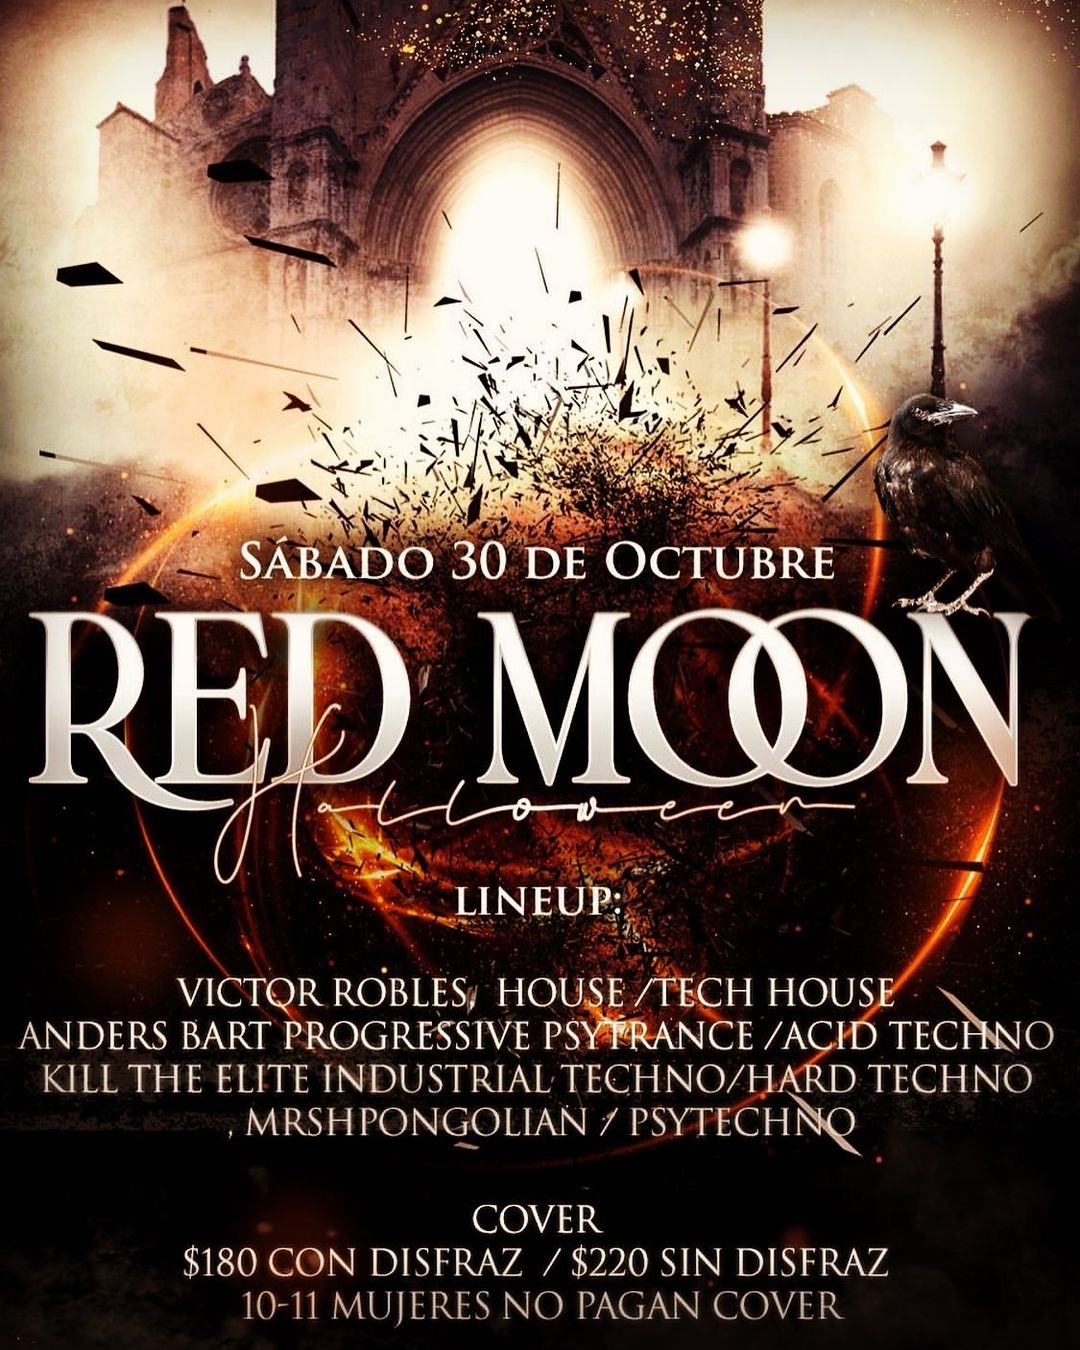 SÁBADO 30 DE OCTUBRE
RED MOON
Halloween
LINEUP:
VICTOR ROBLES, HOUSE /TECH HOUSE
ANDERS BART PROGRESSIVE PSYTRANCE /ACID TECHNO
KILL THE ELITE INDUSTRIAL TECHNO/HARD TECHNO
, MRSHPONGOLIAN / PSYTECHNO
COVER
$180 CON DISFRAZ / $220 SIN DISFRAZ
10-11 MUJERES NO PAGAN COVER